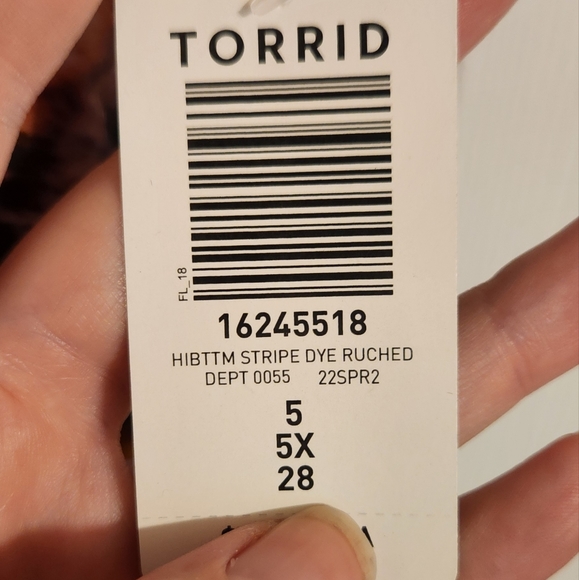 TORRID
FL_18
16245518
HIBTTM STRIPE DYE RUCHED
DEPT 0055 22SPR2
5
5X
28